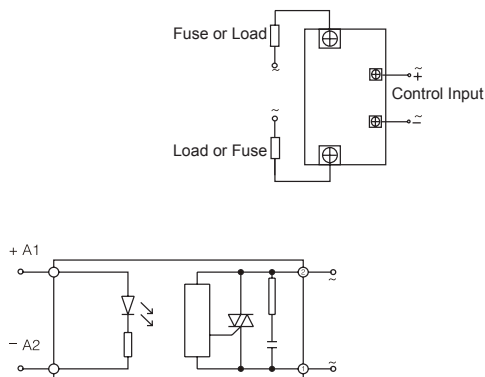 Fuse or Load
~
~
+
Control Input
~
~
−
Load or Fuse
+ A1
2
~
− A2
1
~